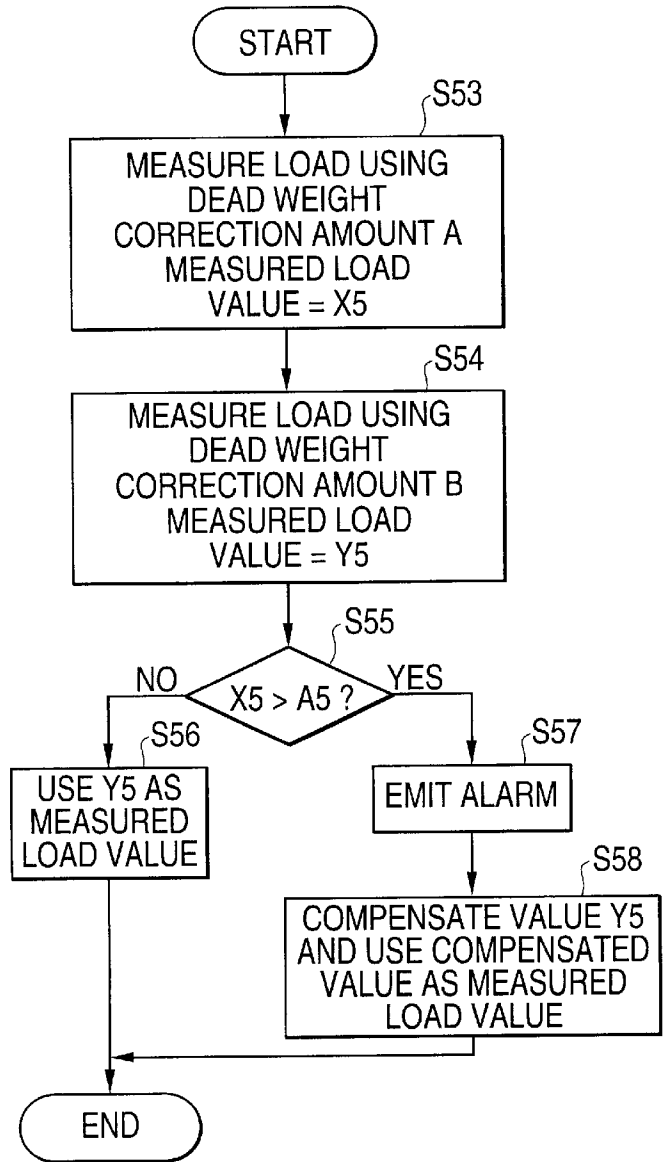 START
S53
MEASURE LOAD USING
DEAD WEIGHT
CORRECTION AMOUNT A
MEASURED LOAD
VALUE = X5
S54
MEASURE LOAD USING
DEAD WEIGHT
CORRECTION AMOUNT B
MEASURED LOAD
VALUE = Y5
S55
X5 > A5 ?
NO
YES
S56
USE Y5 AS
MEASURED
LOAD VALUE
S57
EMIT ALARM
S58
COMPENSATE VALUE Y5
AND USE COMPENSATED
VALUE AS MEASURED
LOAD VALUE
END